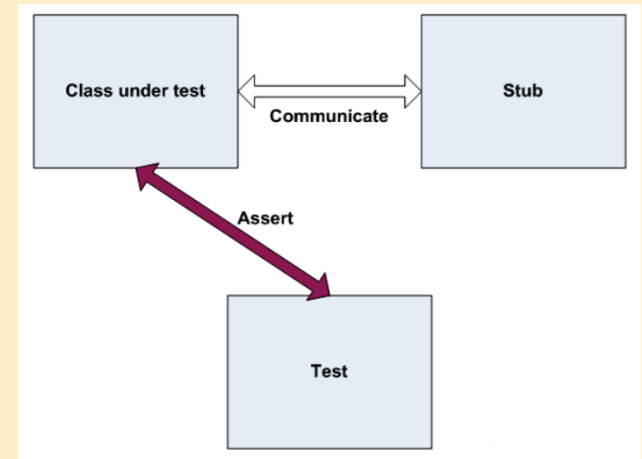 Class under test
Stub
Communicate
Assert
Test